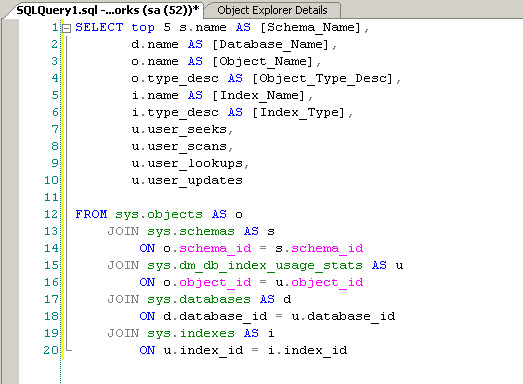 SQLQuery1.sql -...orks (sa (52))* Object Explorer Details
1 SELECT top 5 s.name AS [Schema_Name],
2 d.name AS [Database_Name],
3 o.name AS [Object_Name],
4 o.type_desc AS [Object_Type_Desc],
5 i.name AS [Index_Name],
6 i.type_desc AS [Index_Type],
7 u.user_seeks,
8 u.user_scans,
9 u.user_lookups,
10 u.user_updates
11
12 FROM sys.objects AS o
13 JOIN sys.schemas AS s
14 ON o.schema_id = s.schema_id
15 JOIN sys.dm_db_index_usage_stats AS u
16 ON o.object_id = u.object_id
17 JOIN sys.databases AS d
18 ON d.database_id = u.database_id
19 JOIN sys.indexes AS i
20 ON u.index_id = i.index_id